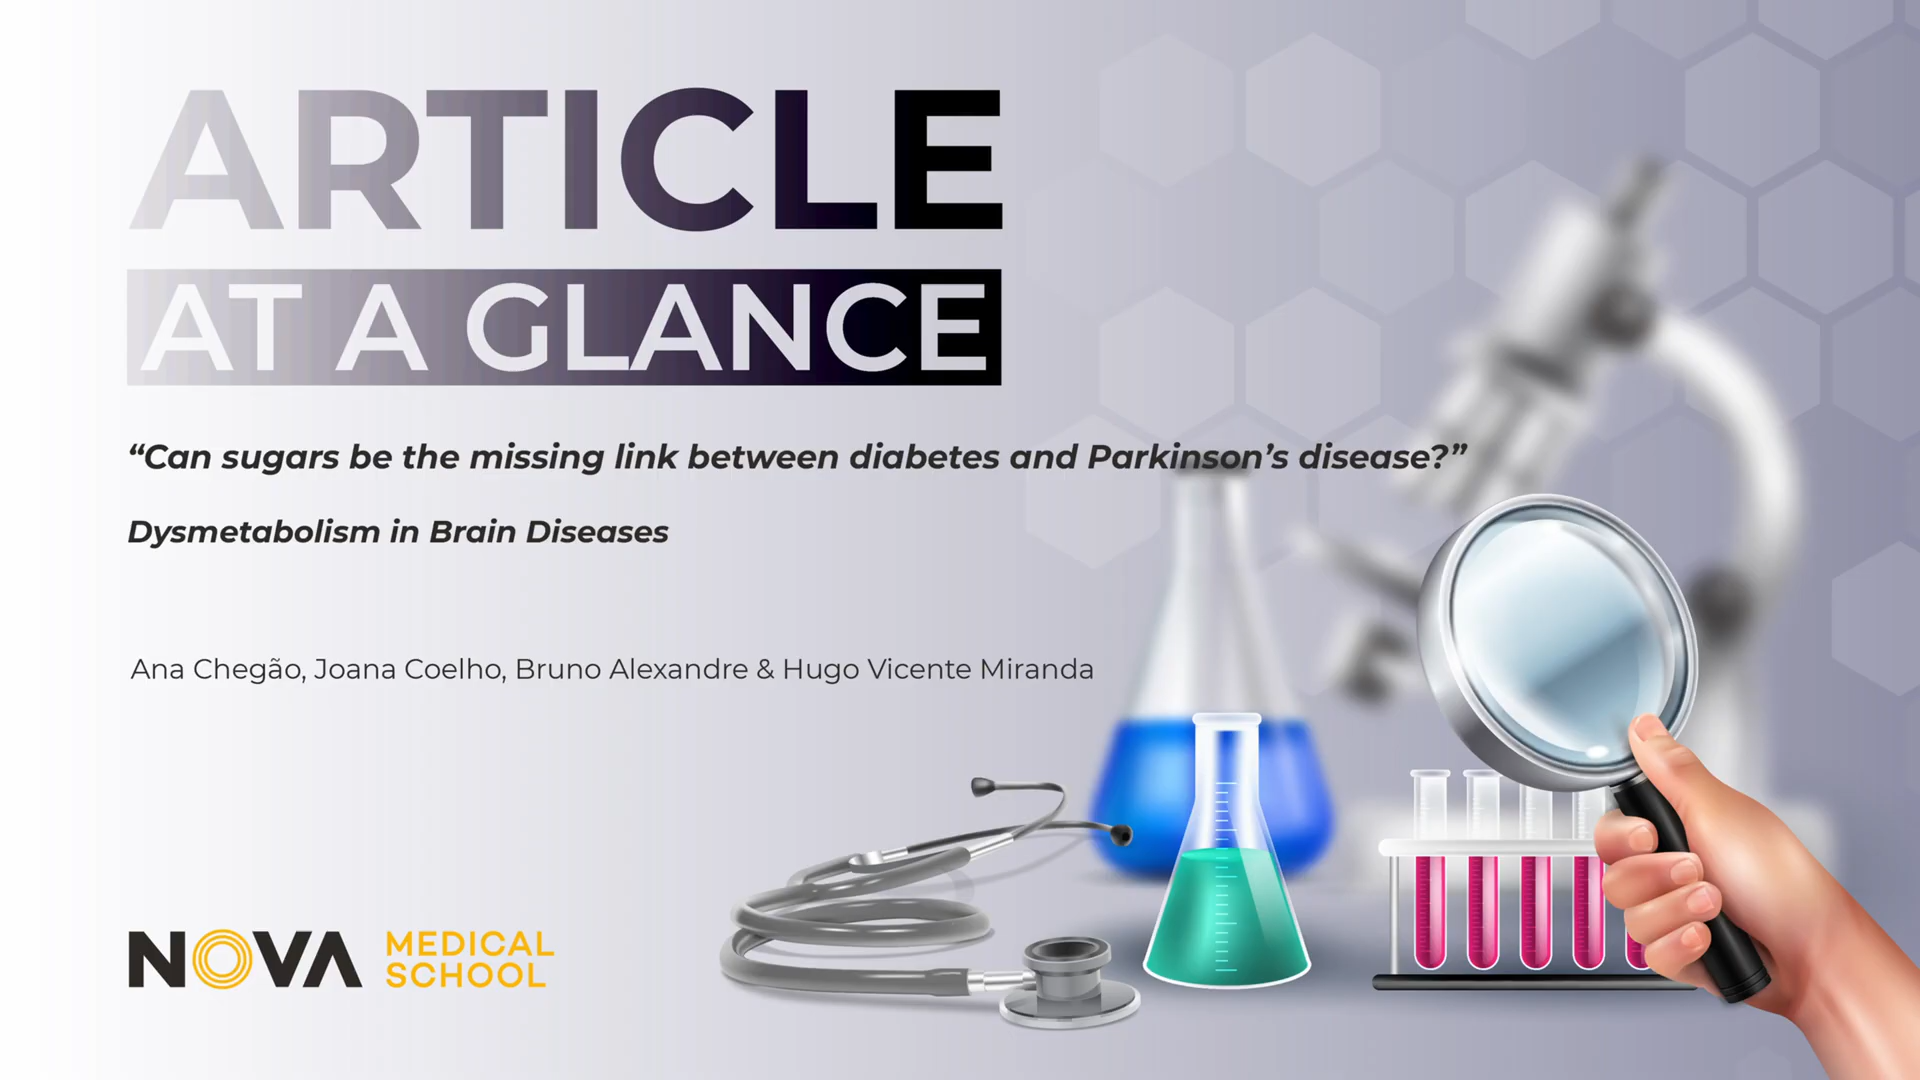 ARTICLE
AT A GLANCE
“Can sugars be the missing link between diabetes and Parkinson’s disease?”
Dysmetabolism in Brain Diseases
Ana Chegão, Joana Coelho, Bruno Alexandre & Hugo Vicente Miranda
NOVA MEDICAL
SCHOOL